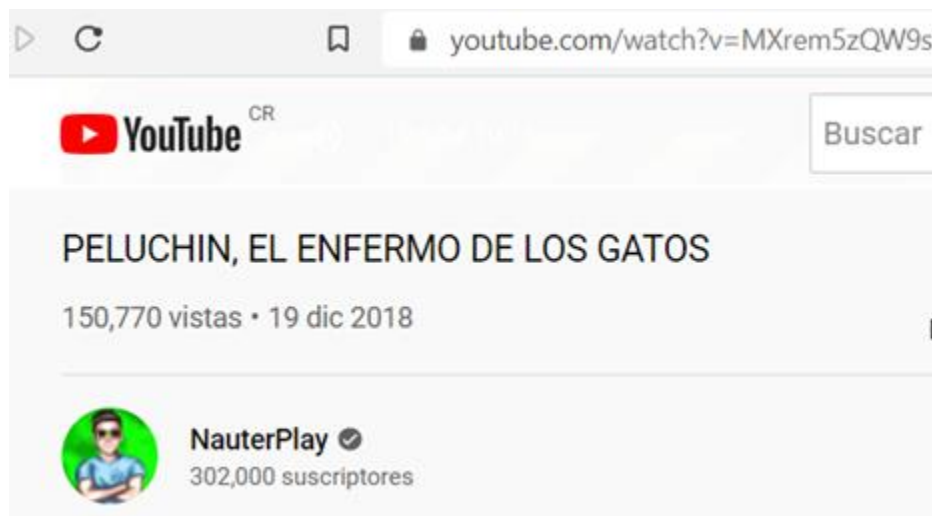 youtube.com/watch?v=MXrem5zQW9s
YouTube CR
Buscar
PELUCHIN, EL ENFERMO DE LOS GATOS
150,770 vistas • 19 dic 2018
NauterPlay
302,000 suscriptores